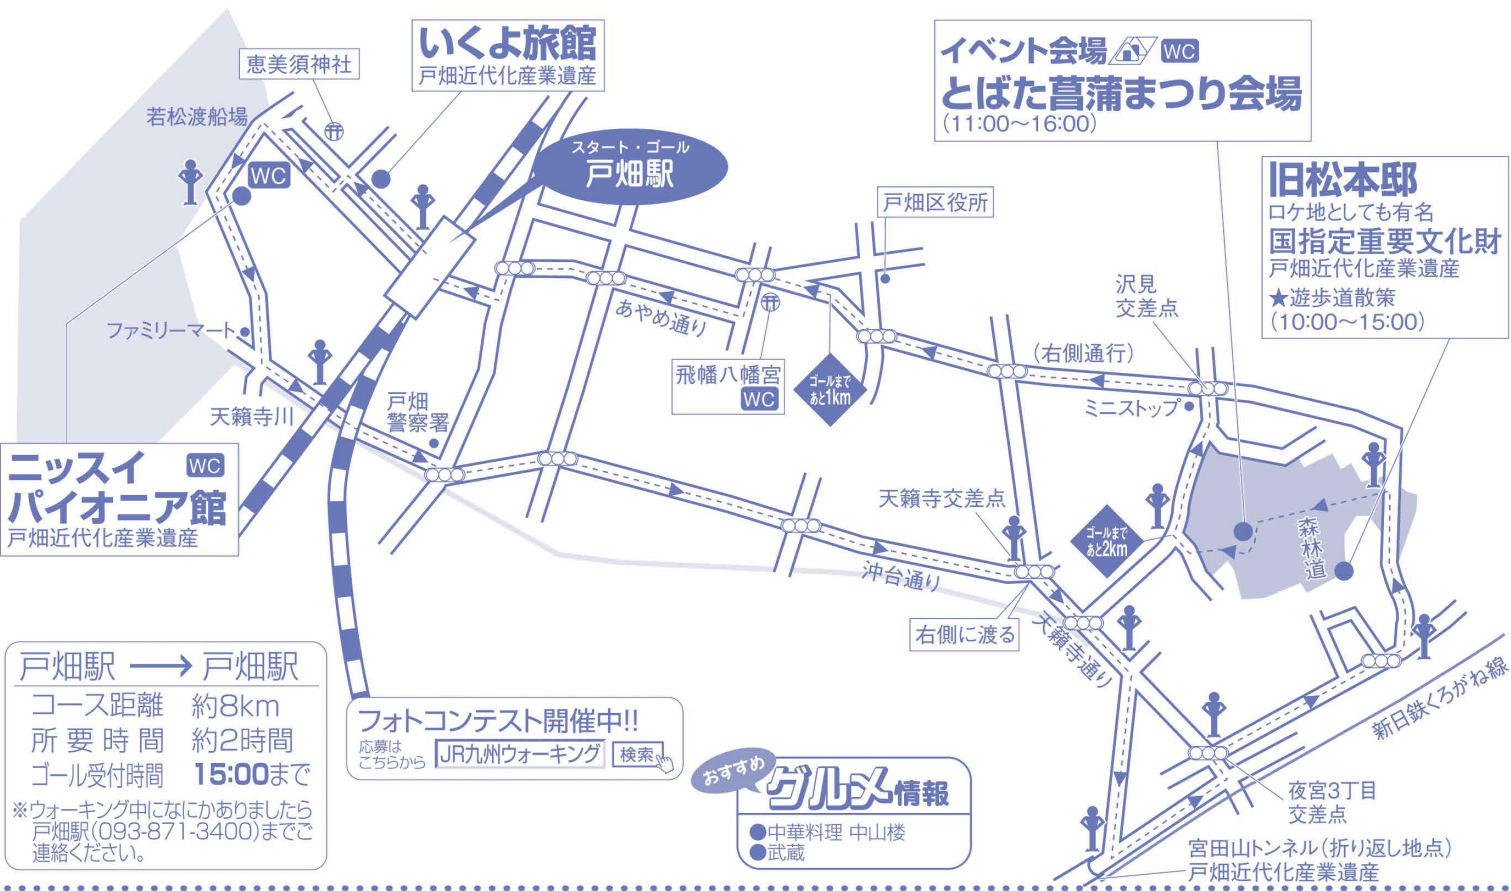 いくよ旅館
戸畑近代化産業遺産
恵美須神社
若松渡船場
WC
スタート・ゴール
戸畑駅
イベント会場 WC
とばた菖蒲まつり会場
(11:00〜16:00)
旧松本邸
ロケ地としても有名
国指定重要文化財
戸畑近代化産業遺産
★遊歩道散策
(10:00〜15:00)
戸畑区役所
沢見
交差点
あやめ通り
(右側通行)
ファミリーマート
飛幡八幡宮
WC
ゴールまで
あと1km
ミニストップ
天籟寺川
戸畑
警察署
ニッスイ WC
パイオニア館
戸畑近代化産業遺産
天籟寺交差点
ゴールまで
あと2km
森林道
沖台通り
右側に渡る
天籟寺通り
新日鉄くろがね線
戸畑駅 → 戸畑駅
コース距離 約8km
所要時間 約2時間
ゴール受付時間 15:00まで
※ウォーキング中になにかありましたら
戸畑駅(093-871-3400)までご
連絡ください。
フォトコンテスト開催中!!
応募は
こちらから
JR九州ウォーキング 検索
おすすめ
グルメ情報
●中華料理 中山楼
●武蔵
夜宮3丁目
交差点
宮田山トンネル(折り返し地点)
戸畑近代化産業遺産